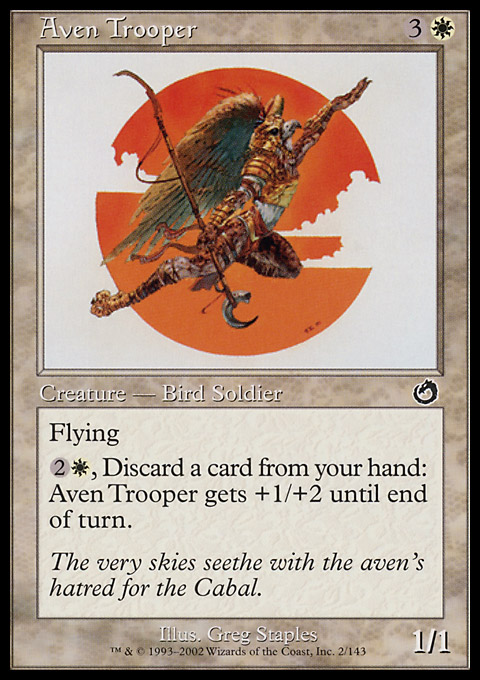 Aven Trooper 3
Creature — Bird Soldier
Flying
2, Discard a card from your hand:
Aven Trooper gets +1/+2 until end
of turn.
The very skies seethe with the aven's
hatred for the Cabal.
Illus. Greg Staples
™ & © 1993–2002 Wizards of the Coast, Inc. 2/143
1/1